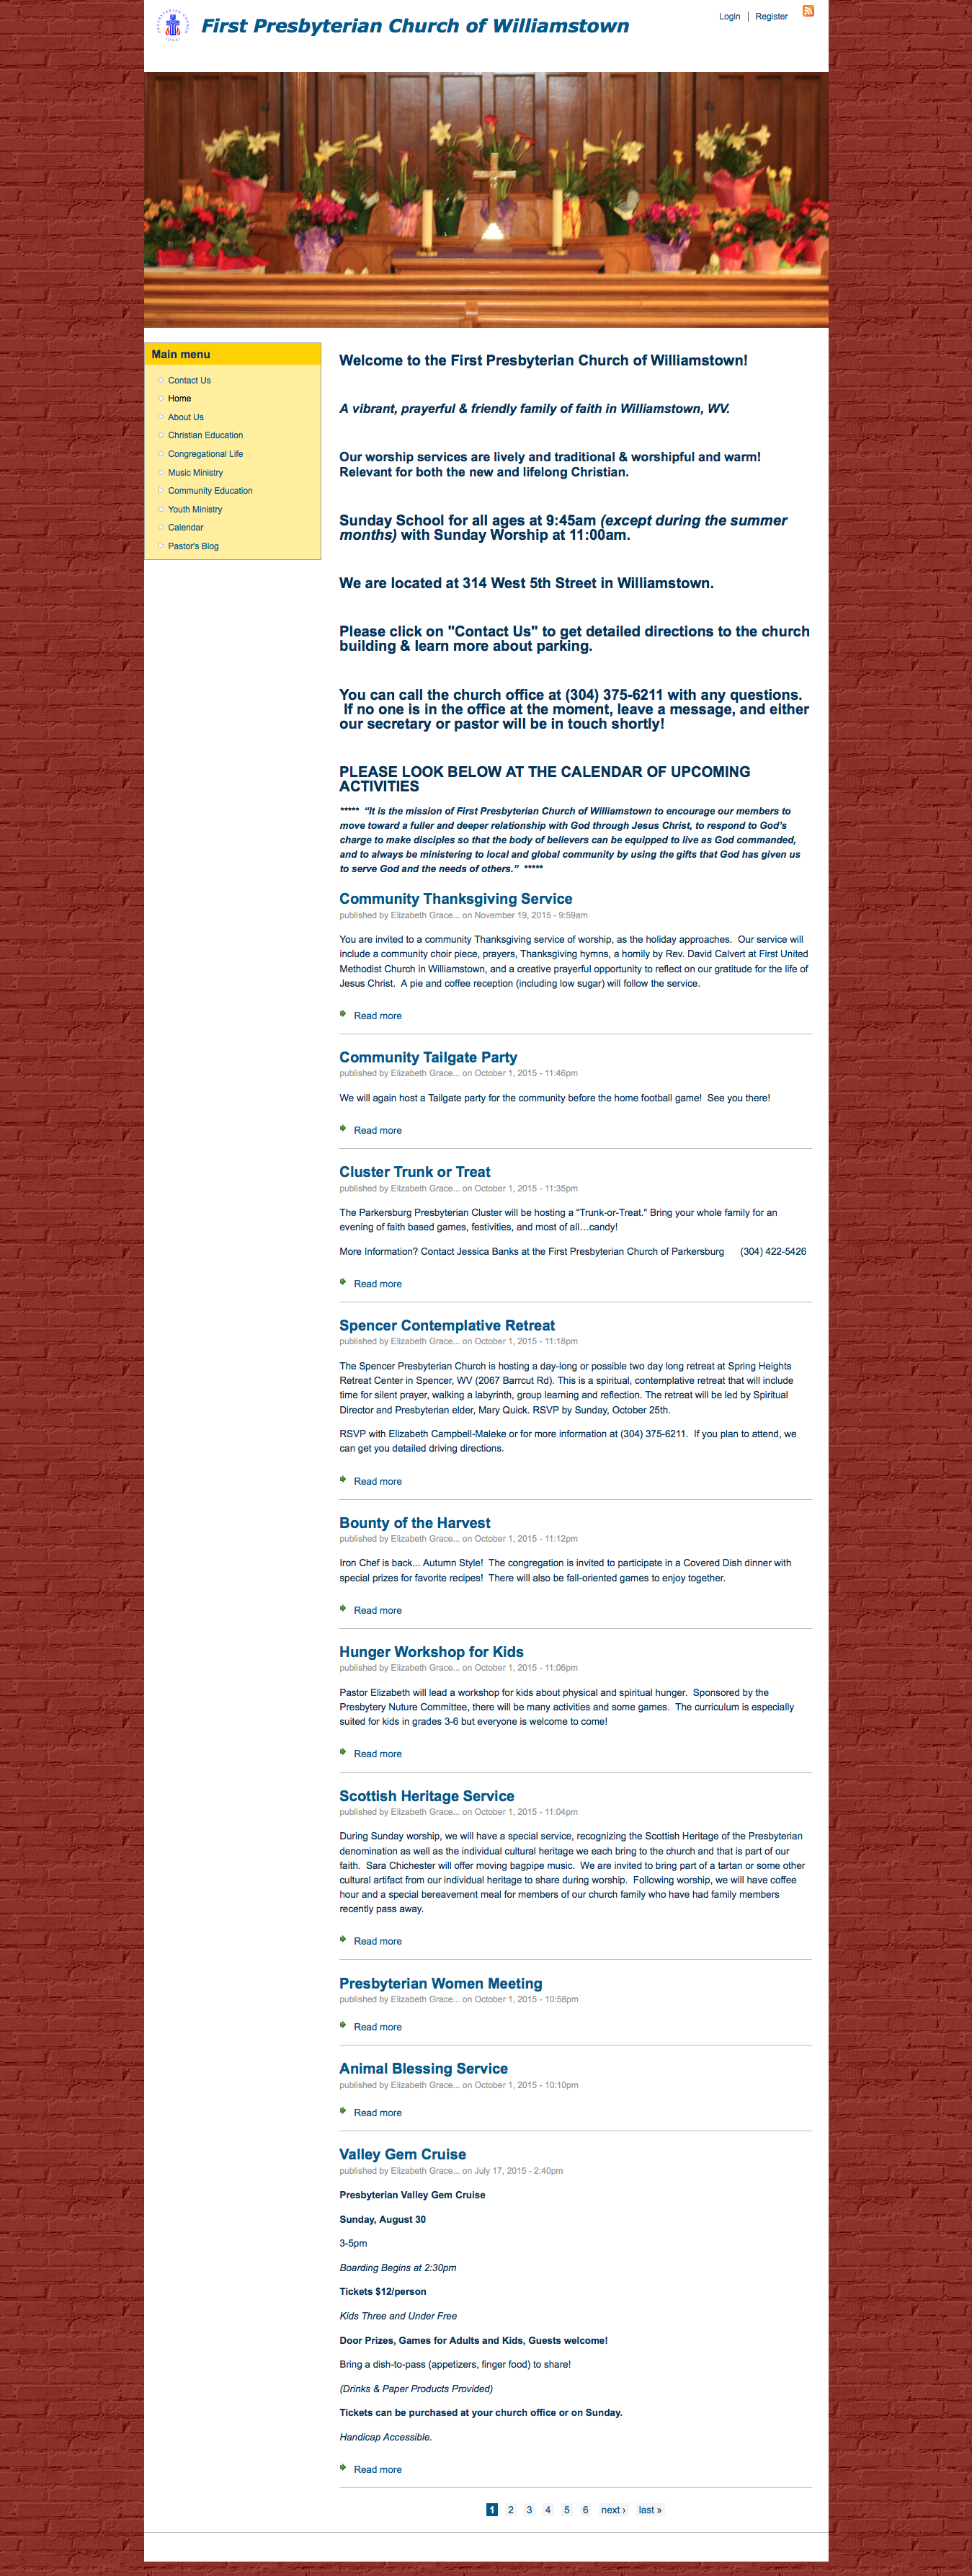 First Presbyterian Church of Williamstown
Login
Register
Main menu
Contact Us
Home
About Us
Christian Education
Congregational Life
Music Ministry
Community Education
Youth Ministry
Calendar
Pastor's Blog
Welcome to the First Presbyterian Church of Williamstown!
A vibrant, prayerful & friendly family of faith in Williamstown, WV.
Our worship services are lively and traditional & worshipful and warm!
Relevant for both the new and lifelong Christian.
Sunday School for all ages at 9:45am (except during the summer
months) with Sunday Worship at 11:00am.
We are located at 314 West 5th Street in Williamstown.
Please click on "Contact Us" to get detailed directions to the church
building & learn more about parking.
You can call the church office at (304) 375-6211 with any questions.
If no one is in the office at the moment, leave a message, and either
our secretary or pastor will be in touch shortly!
PLEASE LOOK BELOW AT THE CALENDAR OF UPCOMING
ACTIVITIES
***** “It is the mission of First Presbyterian Church of Williamstown to encourage our members to
move toward a fuller and deeper relationship with God through Jesus Christ, to respond to God's
charge to make disciples so that the body of believers can be equipped to live as God commanded,
and to always be ministering to local and global community by using the gifts that God has given us
to serve God and the needs of others.” *****
Community Thanksgiving Service
published by Elizabeth Grace... on November 19, 2015 - 9:59am
You are invited to a community Thanksgiving service of worship, as the holiday approaches. Our service will
include a community choir piece, prayers, Thanksgiving hymns, a homily by Rev. David Calvert at First United
Methodist Church in Williamstown, and a creative prayerful opportunity to reflect on our gratitude for the life of
Jesus Christ. A pie and coffee reception (including low sugar) will follow the service.
Read more
Community Tailgate Party
published by Elizabeth Grace... on October 1, 2015 - 11:46pm
We will again host a Tailgate party for the community before the home football game! See you there!
Read more
Cluster Trunk or Treat
published by Elizabeth Grace... on October 1, 2015 - 11:35pm
The Parkersburg Presbyterian Cluster will be hosting a "Trunk-or-Treat." Bring your whole family for an
evening of faith based games, festivities, and most of all…candy!
More Information? Contact Jessica Banks at the First Presbyterian Church of Parkersburg (304) 422-5426
Read more
Spencer Contemplative Retreat
published by Elizabeth Grace... on October 1, 2015 - 11:18pm
The Spencer Presbyterian Church is hosting a day-long or possible two day long retreat at Spring Heights
Retreat Center in Spencer, WV (2067 Barrcut Rd). This is a spiritual, contemplative retreat that will include
time for silent prayer, walking a labyrinth, group learning and reflection. The retreat will be led by Spiritual
Director and Presbyterian elder, Mary Quick. RSVP by Sunday, October 25th.
RSVP with Elizabeth Campbell-Maleke or for more information at (304) 375-6211. If you plan to attend, we
can get you detailed driving directions.
Read more
Bounty of the Harvest
published by Elizabeth Grace... on October 1, 2015 - 11:12pm
Iron Chef is back... Autumn Style! The congregation is invited to participate in a Covered Dish dinner with
special prizes for favorite recipes! There will also be fall-oriented games to enjoy together.
Read more
Hunger Workshop for Kids
published by Elizabeth Grace... on October 1, 2015 - 11:06pm
Pastor Elizabeth will lead a workshop for kids about physical and spiritual hunger. Sponsored by the
Presbytery Nuture Committee, there will be many activities and some games. The curriculum is especially
suited for kids in grades 3-6 but everyone is welcome to come!
Read more
Scottish Heritage Service
published by Elizabeth Grace... on October 1, 2015 - 11:04pm
During Sunday worship, we will have a special service, recognizing the Scottish Heritage of the Presbyterian
denomination as well as the individual cultural heritage we each bring to the church and that is part of our
faith. Sara Chichester will offer moving bagpipe music. We are invited to bring part of a tartan or some other
cultural artifact from our individual heritage to share during worship. Following worship, we will have coffee
hour and a special bereavement meal for members of our church family who have had family members
recently pass away.
Read more
Presbyterian Women Meeting
published by Elizabeth Grace... on October 1, 2015 - 10:58pm
Read more
Animal Blessing Service
published by Elizabeth Grace... on October 1, 2015 - 10:10pm
Read more
Valley Gem Cruise
published by Elizabeth Grace... on July 17, 2015 - 2:40pm
Presbyterian Valley Gem Cruise
Sunday, August 30
3-5pm
Boarding Begins at 2:30pm
Tickets $12/person
Kids Three and Under Free
Door Prizes, Games for Adults and Kids, Guests welcome!
Bring a dish-to-pass (appetizers, finger food) to share!
(Drinks & Paper Products Provided)
Tickets can be purchased at your church office or on Sunday.
Handicap Accessible.
Read more
1 2 3 4 5 6 next › last »